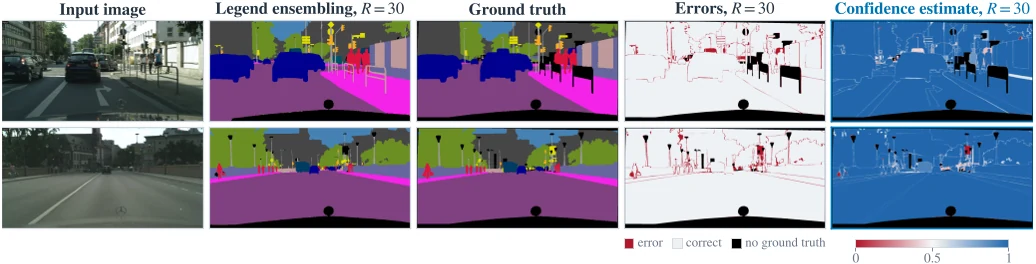 Input image
Legend ensembling, R = 30
Ground truth
Errors, R = 30
Confidence estimate, R = 30
error
correct
no ground truth
0
0.5
1